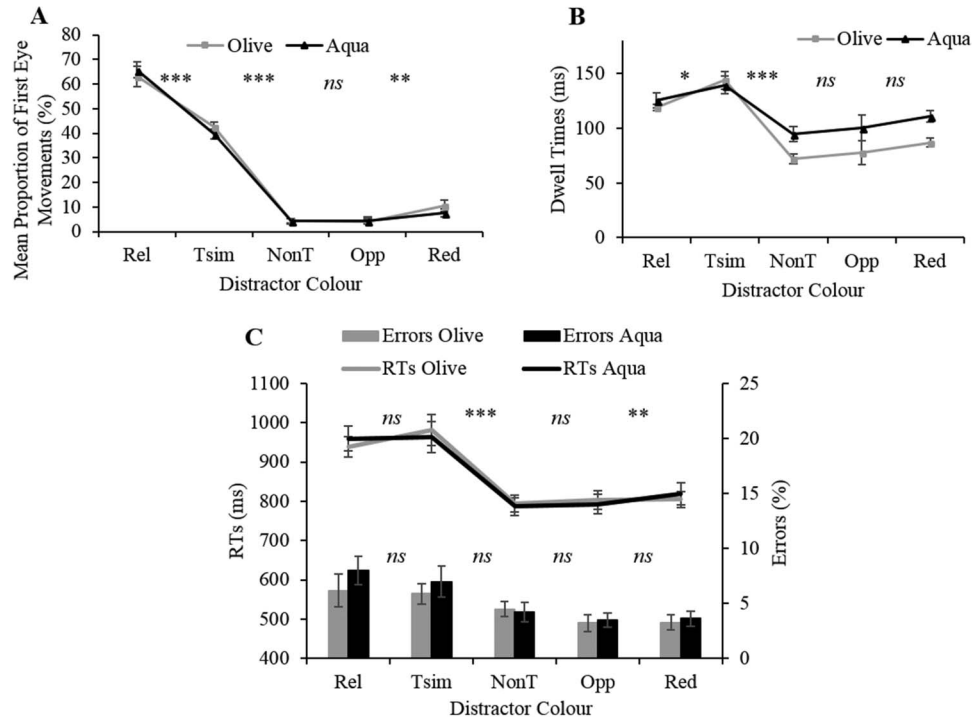 A
Olive Aqua
Mean Proportion of First Eye
Movements (%)
80
70
60
50
40
30
20
10
0
*** *** ns **
Rel Tsim NonT Opp Red
Distractor Colour
B
Olive Aqua
Dwell Times (ms)
150
100
50
0
* *** ns ns
Rel Tsim NonT Opp Red
Distractor Colour
C
Errors Olive Errors Aqua
RTs Olive RTs Aqua
RTs (ms)
1100
1000
900
800
700
600
500
400
ns *** ns **
ns ns ns ns
25
20
15
10
5
0
Errors (%)
Rel Tsim NonT Opp Red
Distractor Colour